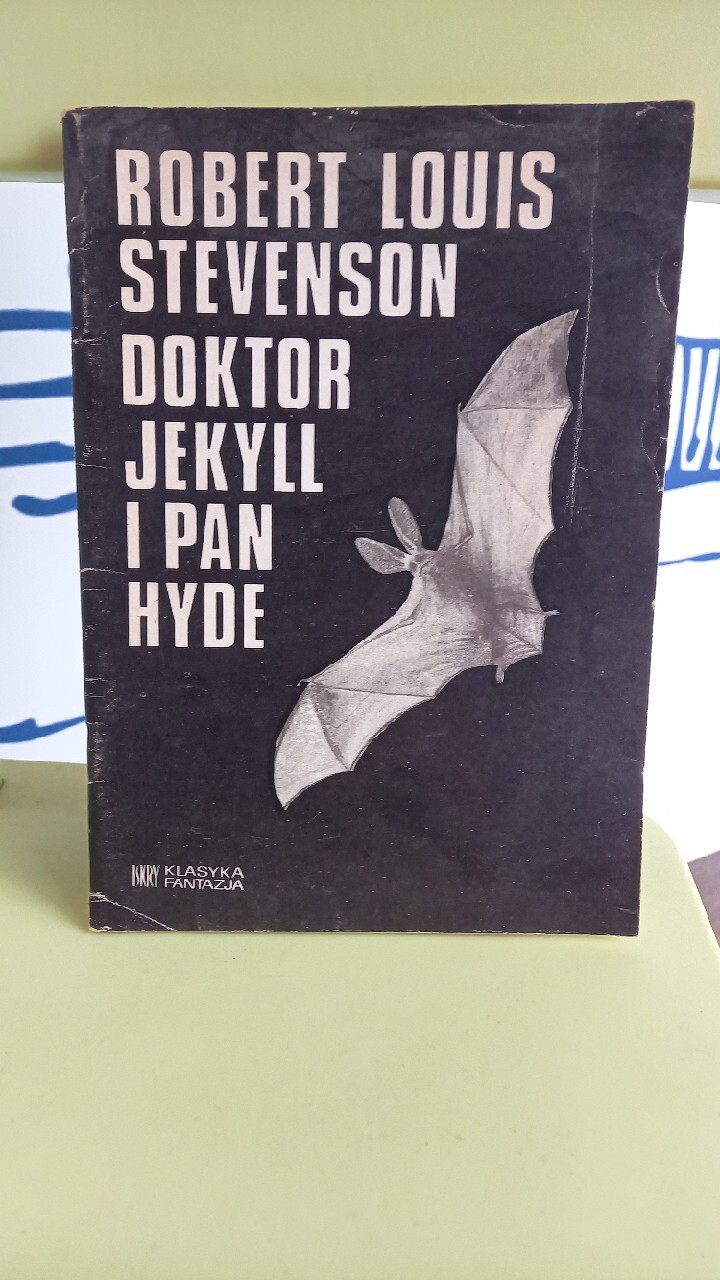 ROBERT LOUIS
STEVENSON
DOKTOR
JEKYLL
I PAN
HYDE
ISKRY KLASYKA
FANTAZJA